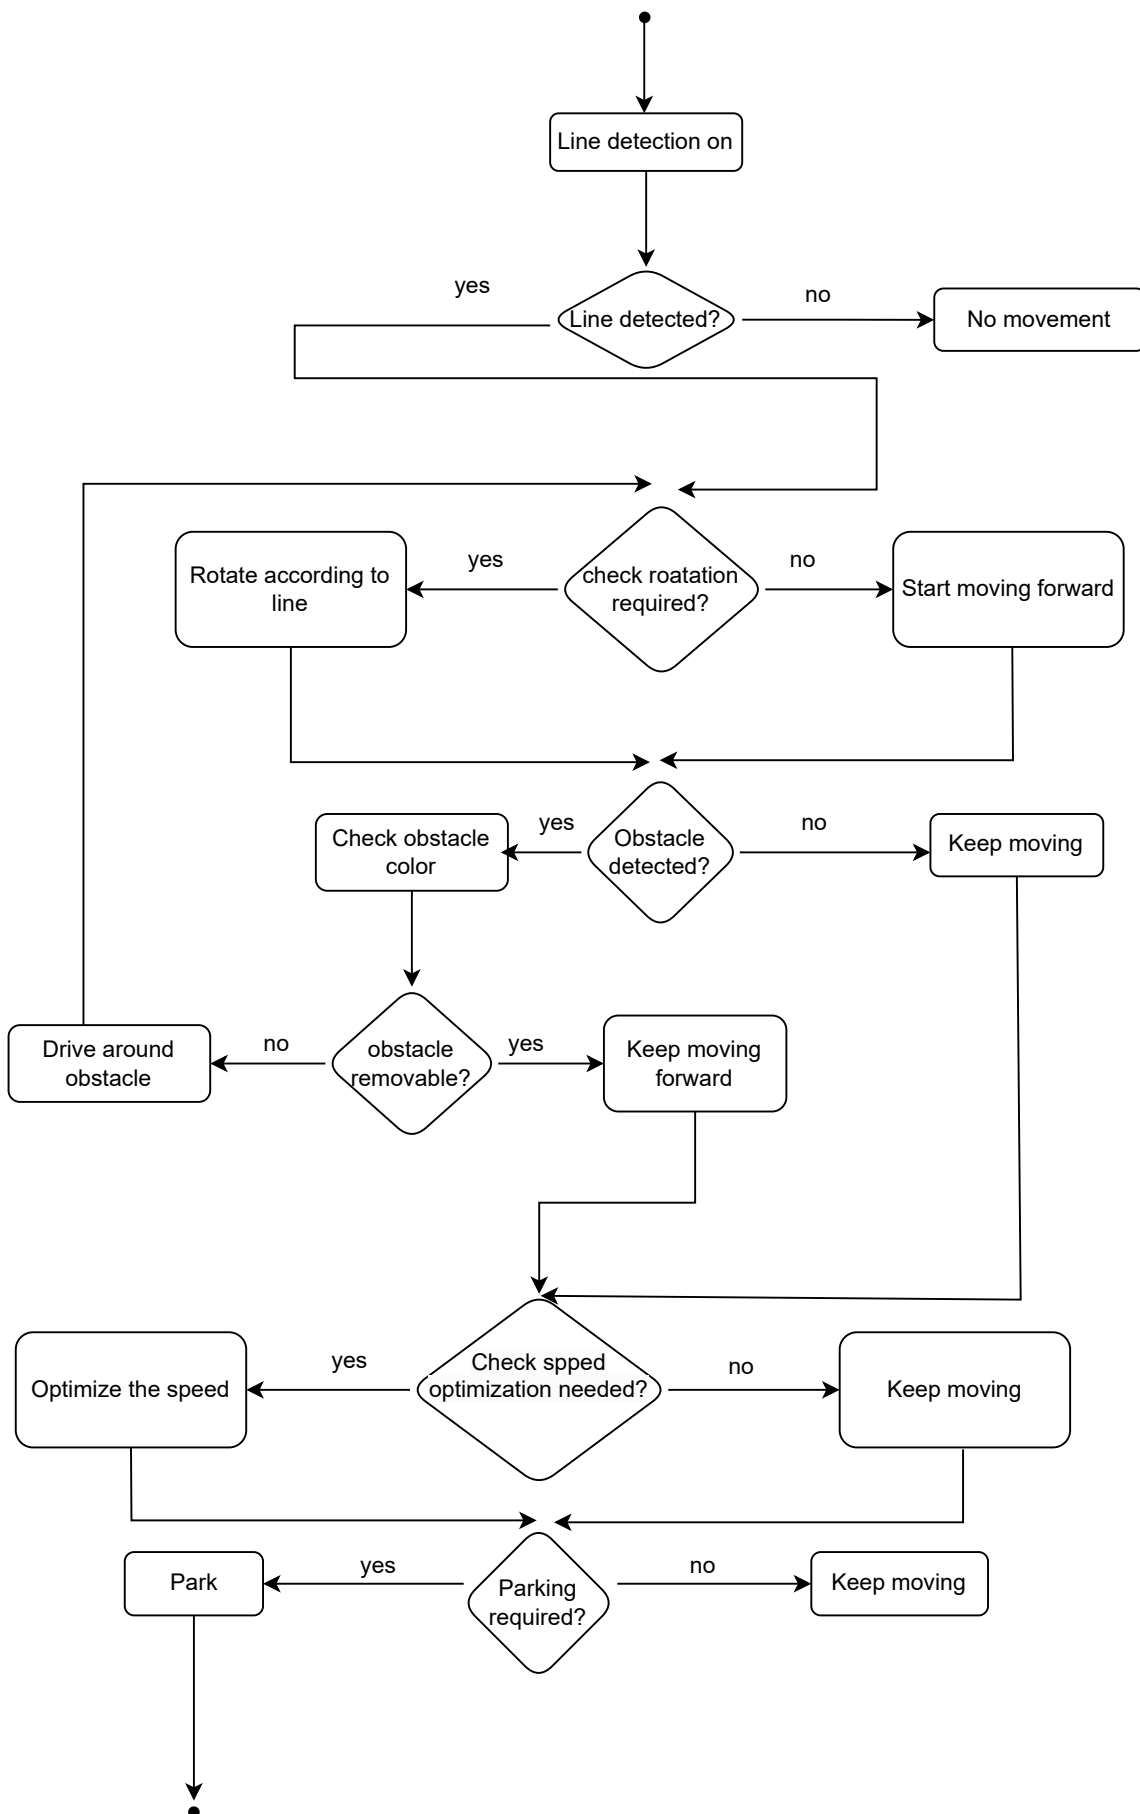 Line detection on
yes
no
Line detected?
No movement
yes
no
Rotate according to
line
check roatation
required?
Start moving forward
yes
no
Check obstacle
color
Obstacle
detected?
Keep moving
no
yes
Drive around
obstacle
obstacle
removable?
Keep moving
forward
yes
no
Optimize the speed
Check spped
optimization needed?
Keep moving
yes
no
Park
Parking
required?
Keep moving